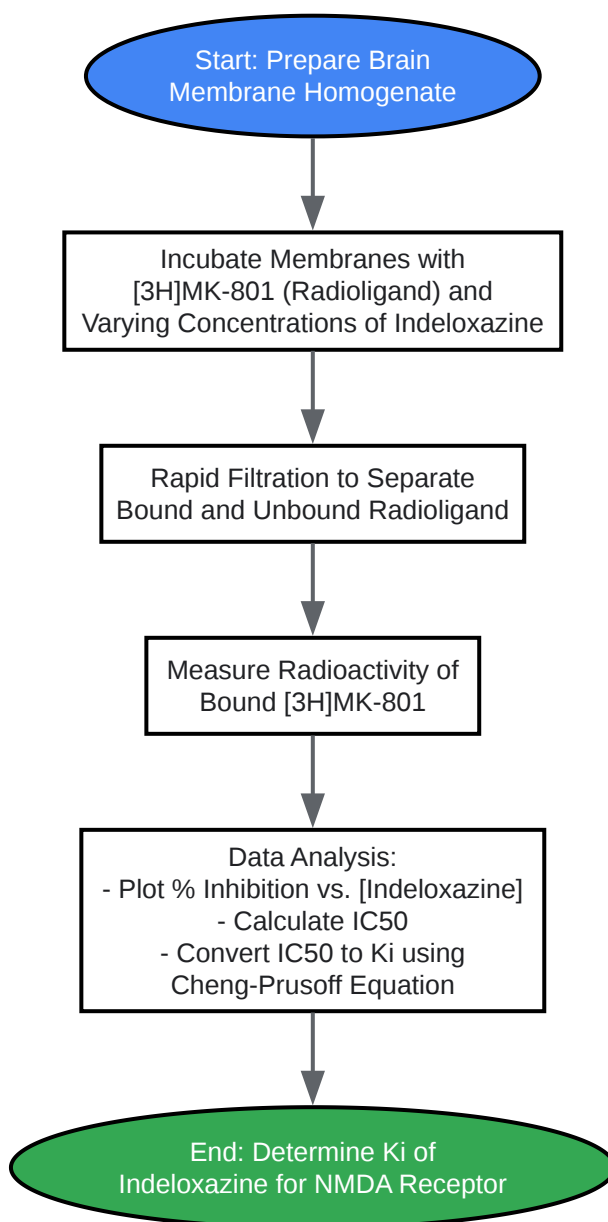 Start: Prepare Brain
Membrane Homogenate
Incubate Membranes with
[3H]MK-801 (Radioligand) and
Varying Concentrations of Indeloxazine
Rapid Filtration to Separate
Bound and Unbound Radioligand
Measure Radioactivity of
Bound [3H]MK-801
Data Analysis:
- Plot % Inhibition vs. [Indeloxazine]
- Calculate IC50
- Convert IC50 to Ki using
Cheng-Prusoff Equation
End: Determine Ki of
Indeloxazine for NMDA Receptor